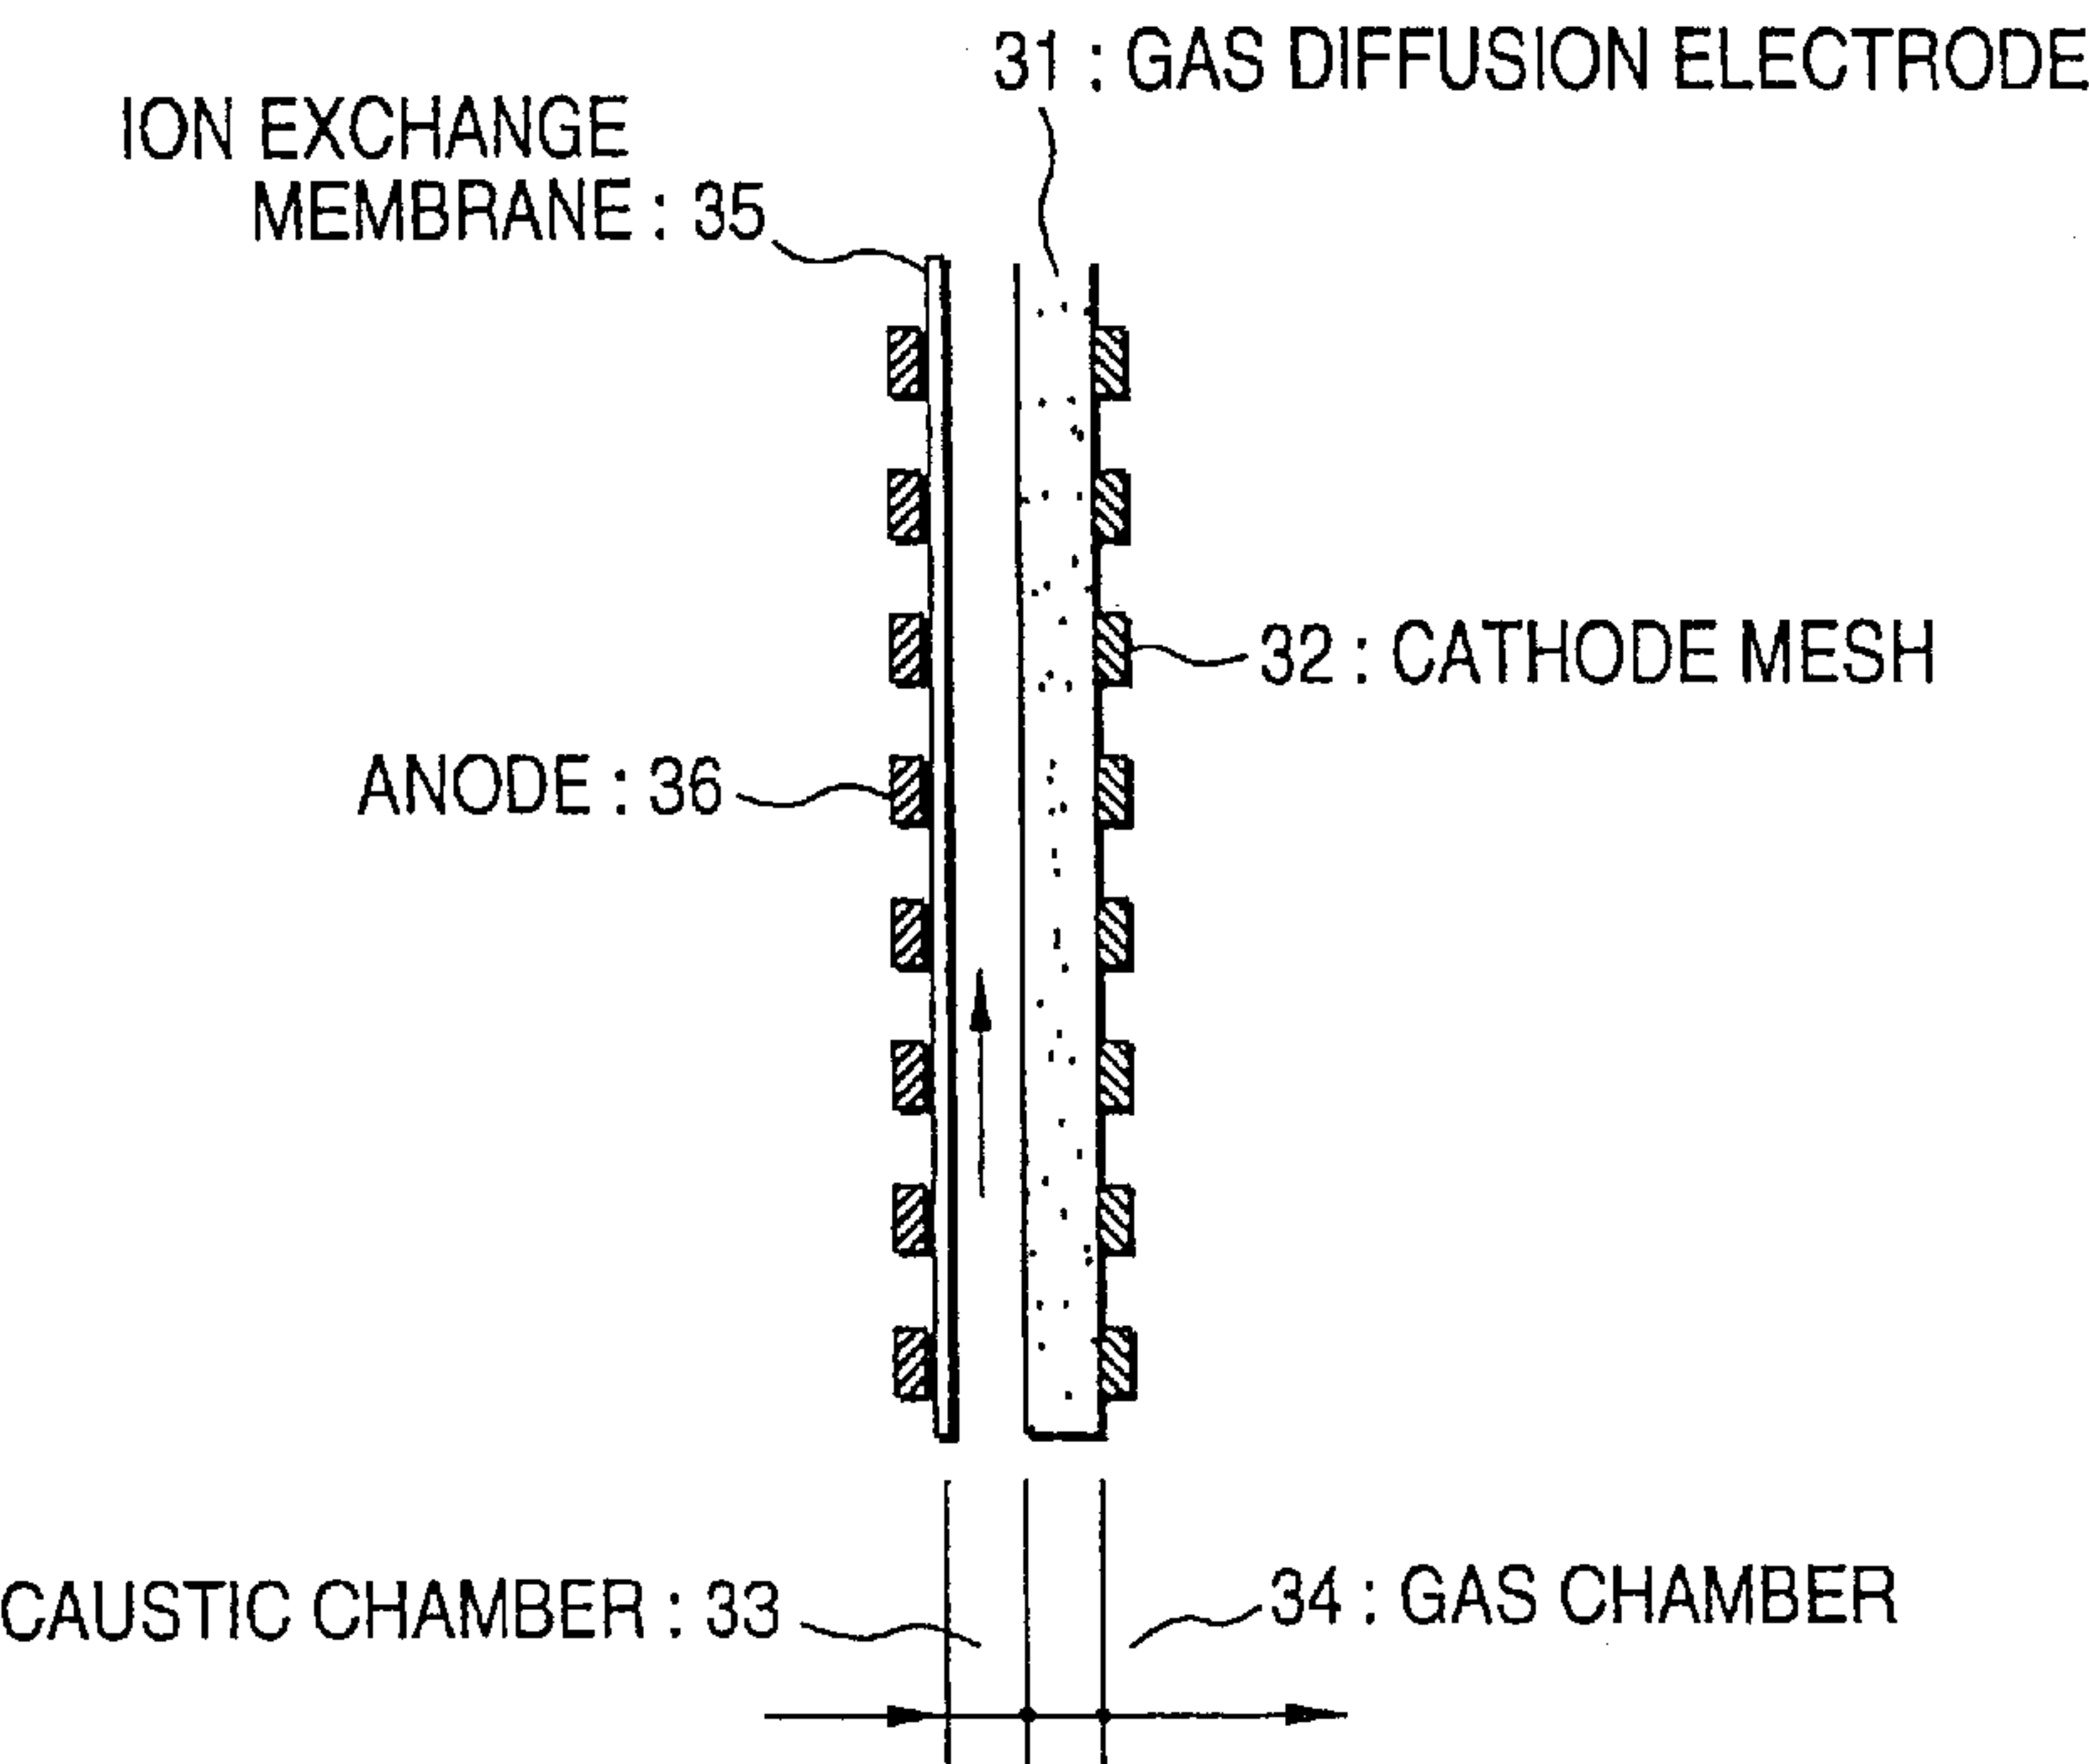 31 : GAS DIFFUSION ELECTRODE
ION EXCHANGE
MEMBRANE : 35
32 : CATHODE MESH
ANODE : 36
CAUSTIC CHAMBER : 33
34 : GAS CHAMBER